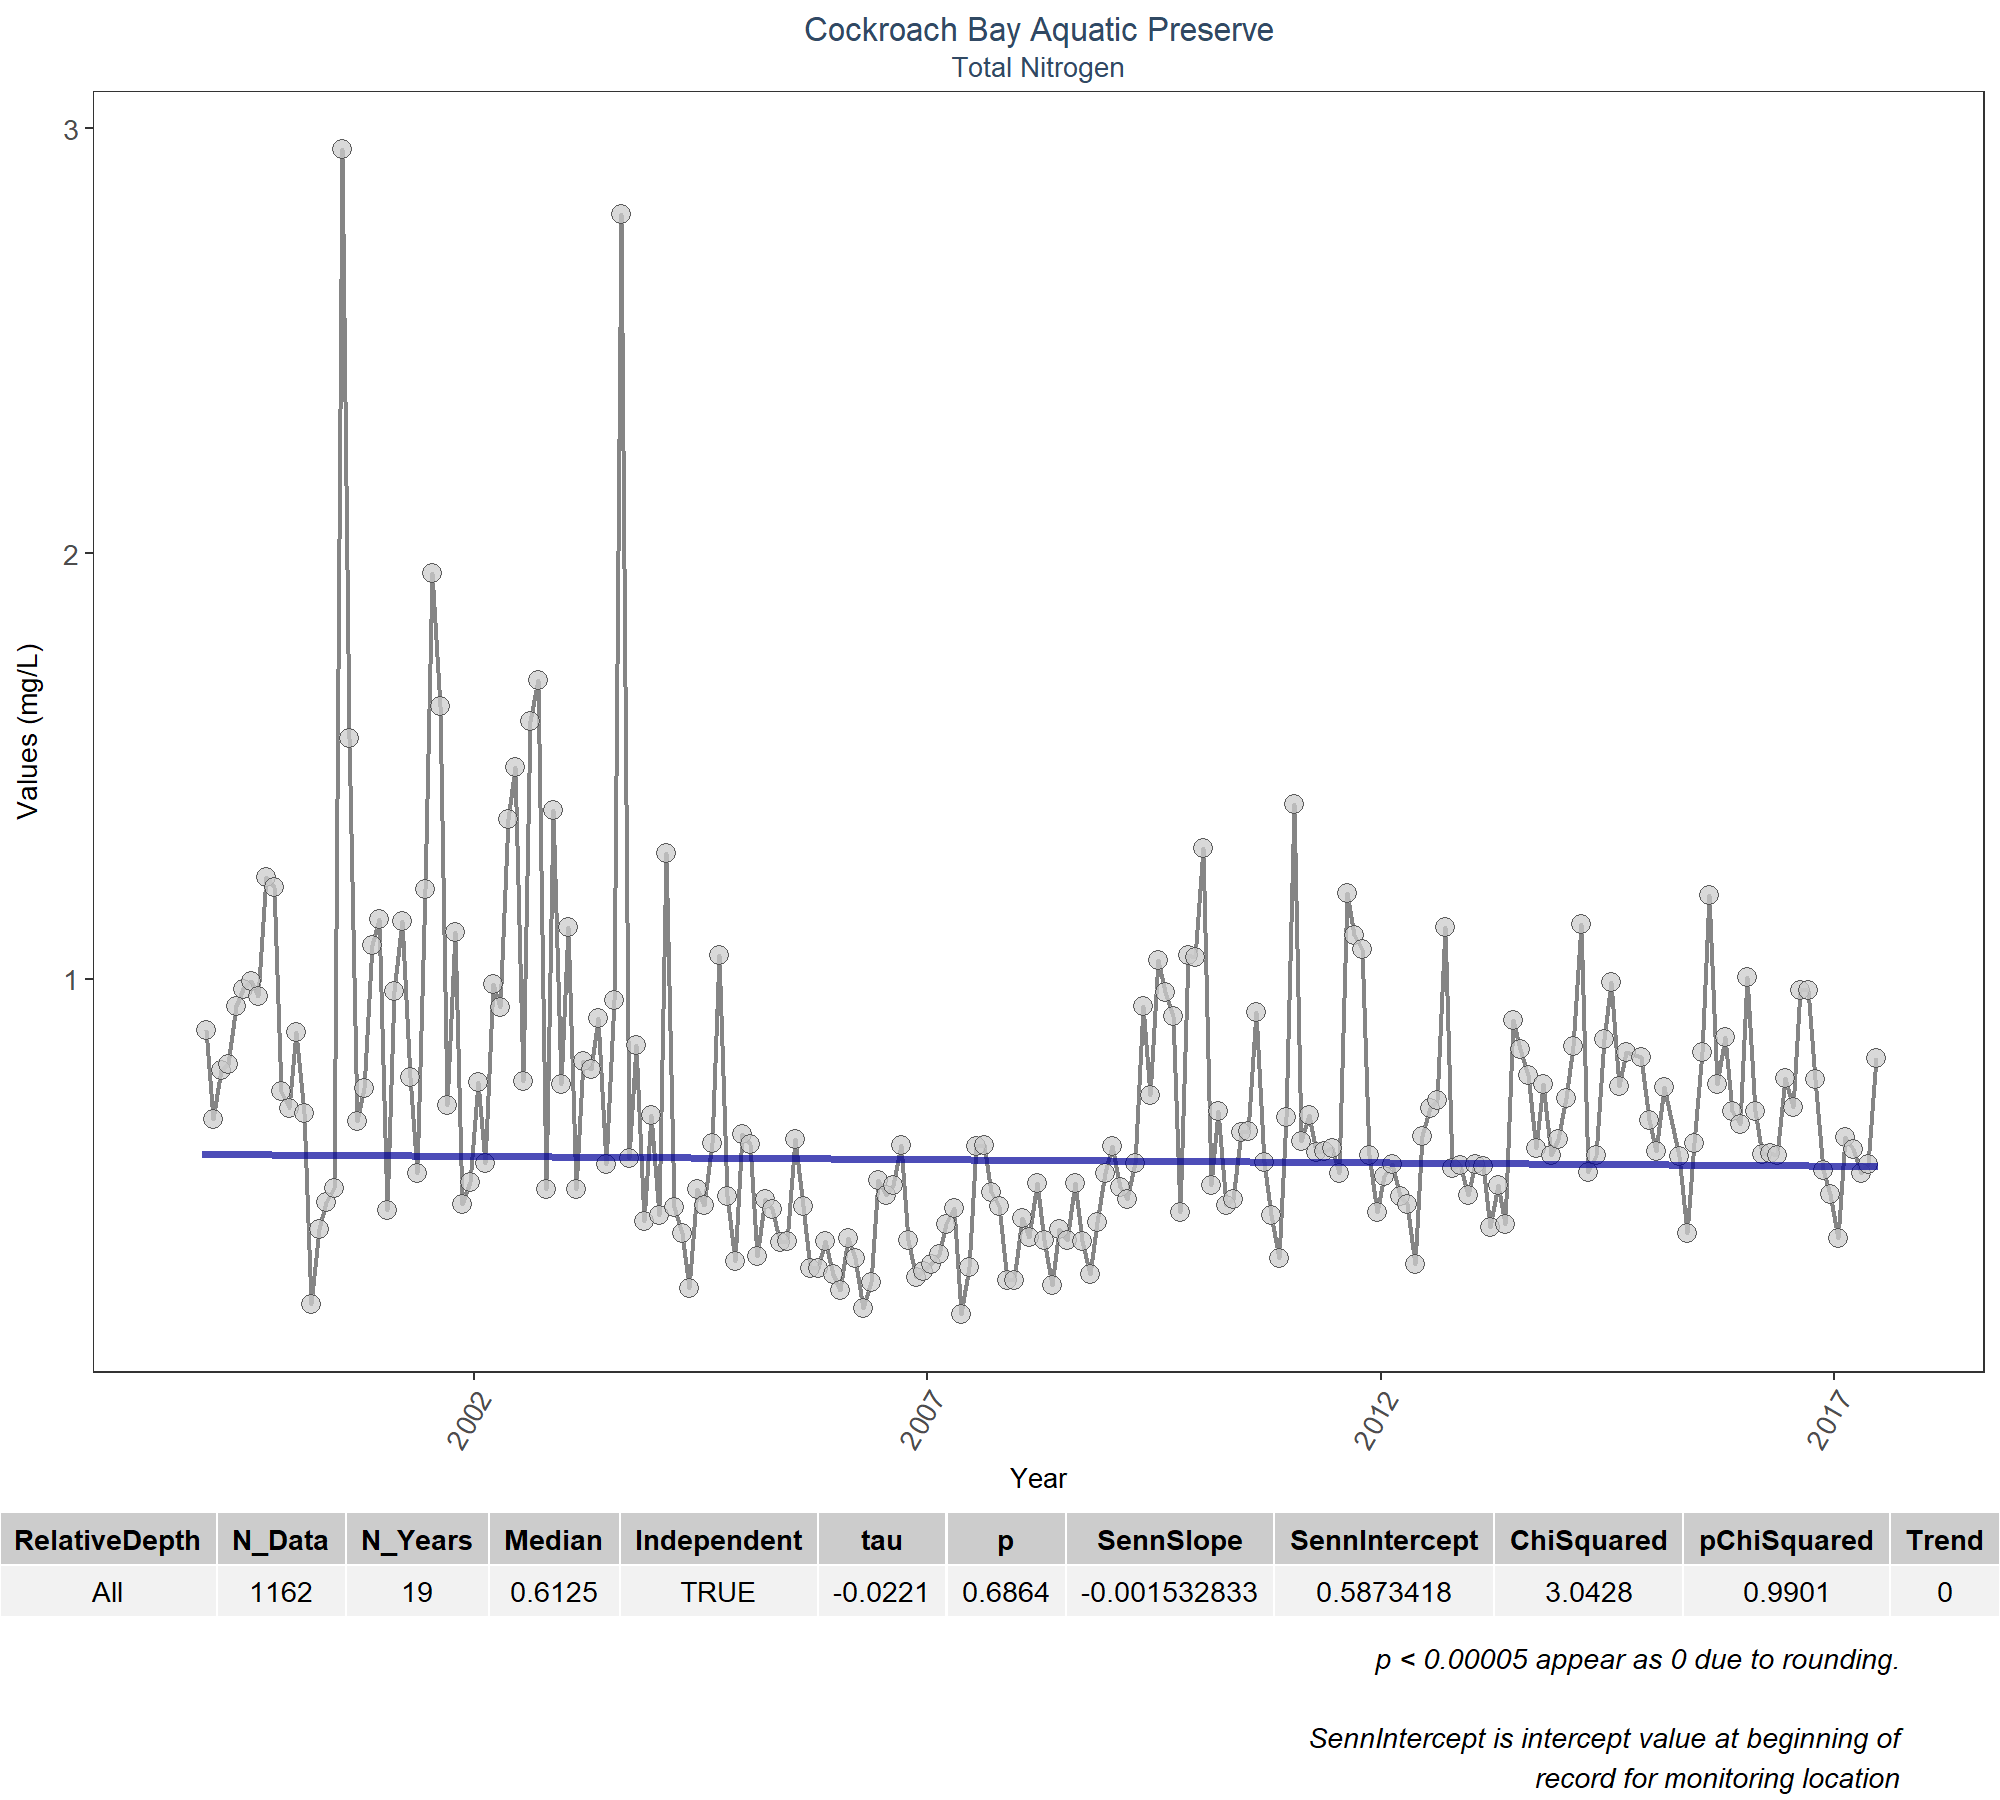 Cockroach Bay Aquatic Preserve
Total Nitrogen
3
2
1
Values (mg/L)
2002
2007
2012
2017
Year
RelativeDepth N_Data N_Years Median Independent tau p SennSlope SennIntercept ChiSquared pChiSquared Trend
All 1162 19 0.6125 TRUE -0.0221 0.6864 -0.001532833 0.5873418 3.0428 0.9901 0
p < 0.00005 appear as 0 due to rounding.
SennIntercept is intercept value at beginning of
record for monitoring location